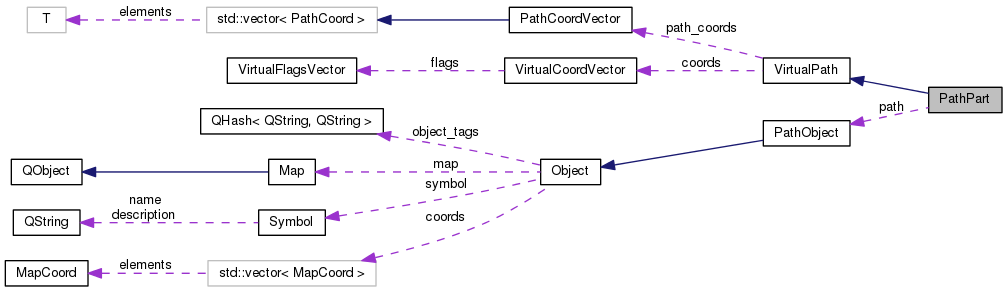 elements
T
std::vector< PathCoord >
PathCoordVector
path_coords
VirtualFlagsVector
flags
VirtualCoordVector
coords
VirtualPath
PathPart
path
QHash< QString, QString >
object_tags
PathObject
QObject
Map
map
Object
symbol
name
description
QString
Symbol
coords
MapCoord
elements
std::vector< MapCoord >